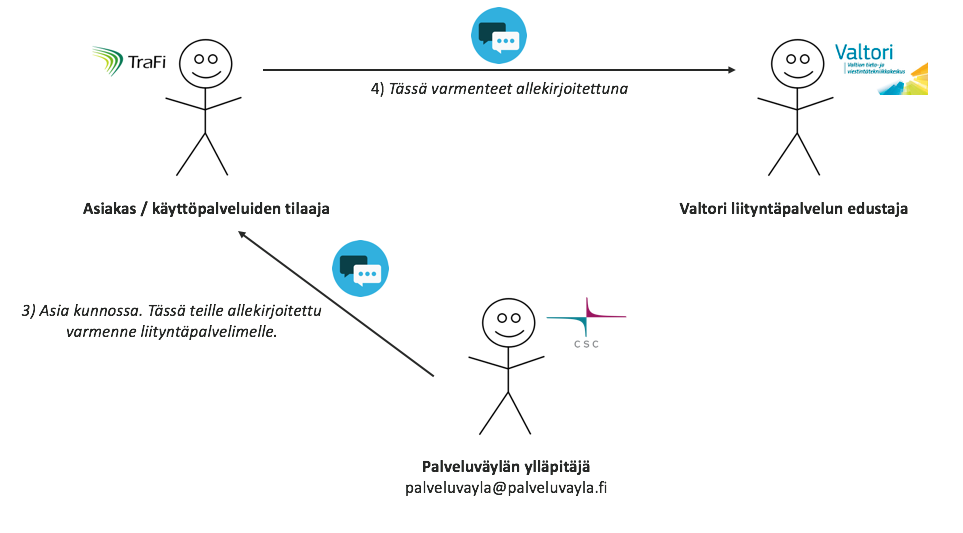 TraFi
Valtori
Valtion tieto- ja
viestintätekniikkakeskus
4) Tässä varmenteet allekirjoitettuna
Asiakas / käyttöpalveluiden tilaaja
Valtori liityntäpalvelun edustaja
3) Asia kunnossa. Tässä teille allekirjoitettu
varmenne liityntäpalvelimelle.
CSC
Palveluväylän ylläpitäjä
palveluvayla@palveluvayla.fi